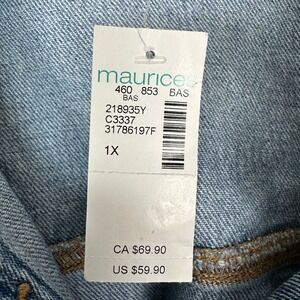 maurices
460 853 BAS
BAS
218935Y
C3337
31786197F
1X
CA $69.90
US $59.90